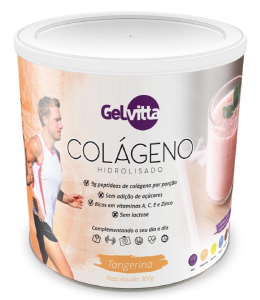 Gelvitta
COLÁGENO
HIDROLISADO
9g peptídeos de colágeno por porção
Sem adição de açúcares
Ricos em vitaminas A, C, E e Zinco
Sem lactose
Complementando o seu dia a dia
Tangerina